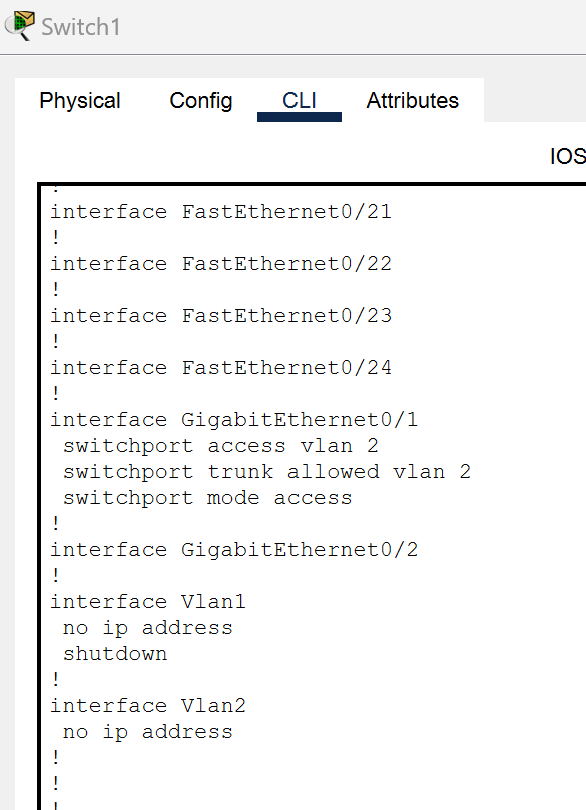 Switch1
Physical Config CLI Attributes
IOS
!
interface FastEthernet0/21
!
interface FastEthernet0/22
!
interface FastEthernet0/23
!
interface FastEthernet0/24
!
interface GigabitEthernet0/1
 switchport access vlan 2
 switchport trunk allowed vlan 2
 switchport mode access
!
interface GigabitEthernet0/2
!
interface Vlan1
 no ip address
 shutdown
!
interface Vlan2
 no ip address
!
!
!